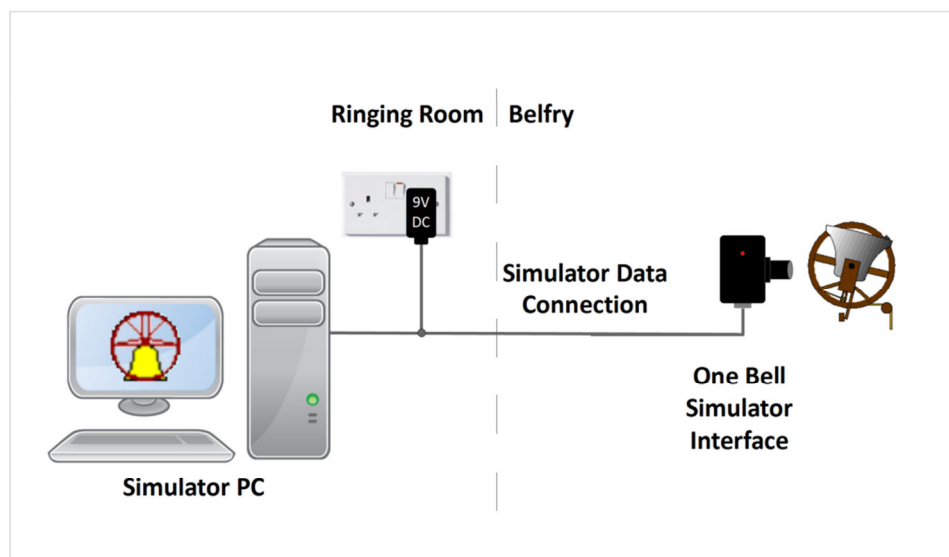 Ringing Room
Belfry
9V
DC
Simulator Data
Connection
One Bell
Simulator
Interface
Simulator PC